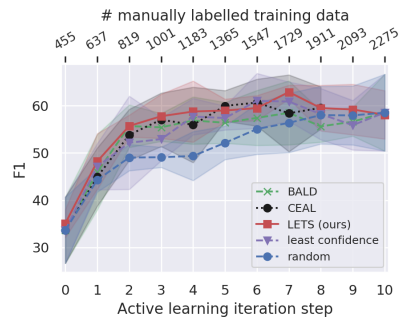 # manually labelled training data
455 637 819 1001 1183 1365 1547 1729 1911 2093 2275
F1
60
50
40
30
BALD
CEAL
LETS (ours)
least confidence
random
0 1 2 3 4 5 6 7 8 9 10
Active learning iteration step